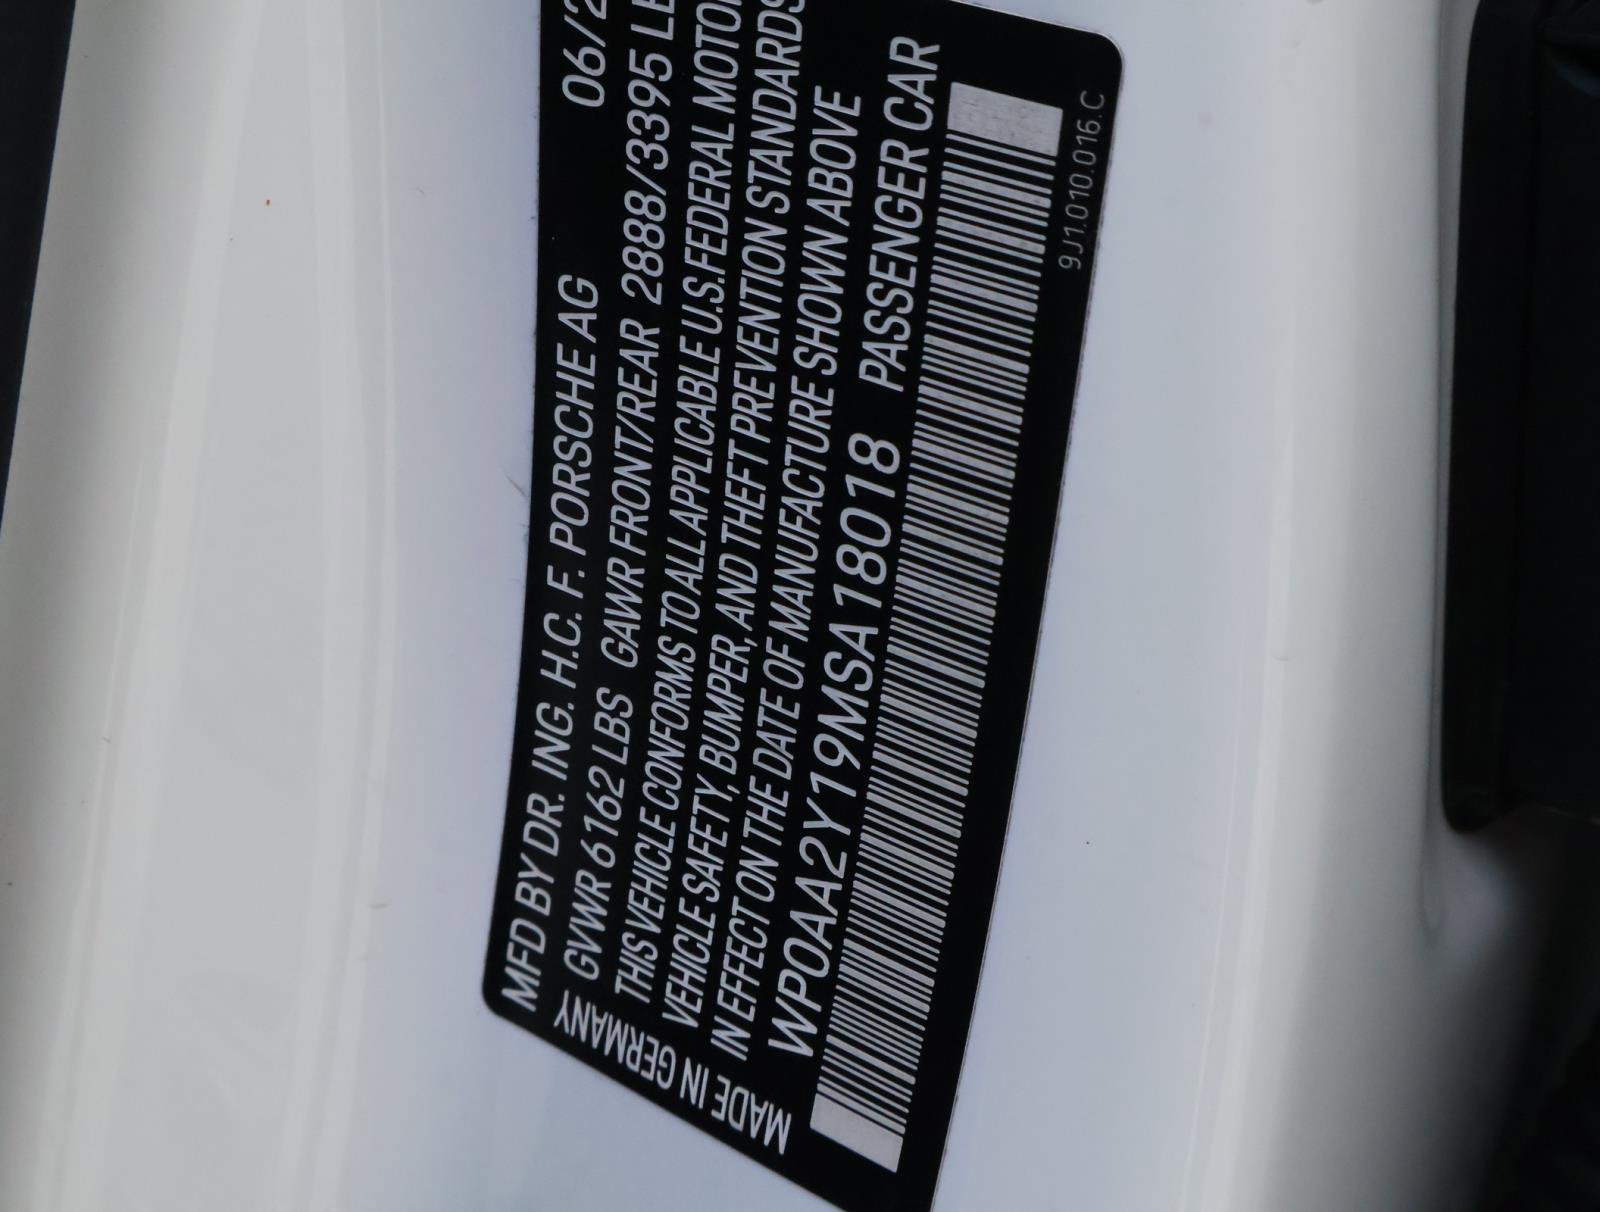 MFD BY DR. ING. H.C. F. PORSCHE AG 06/2
GVWR 6162 LBS GAWR FRONT/REAR 2888/3395 LB
THIS VEHICLE CONFORMS TO ALL APPLICABLE U.S. FEDERAL MOTOR
VEHICLE SAFETY, BUMPER, AND THEFT PREVENTION STANDARDS
IN EFFECT ON THE DATE OF MANUFACTURE SHOWN ABOVE
WP0AA2Y19MSA18018 PASSENGER CAR
MADE IN GERMANY
9J1.010.016.C